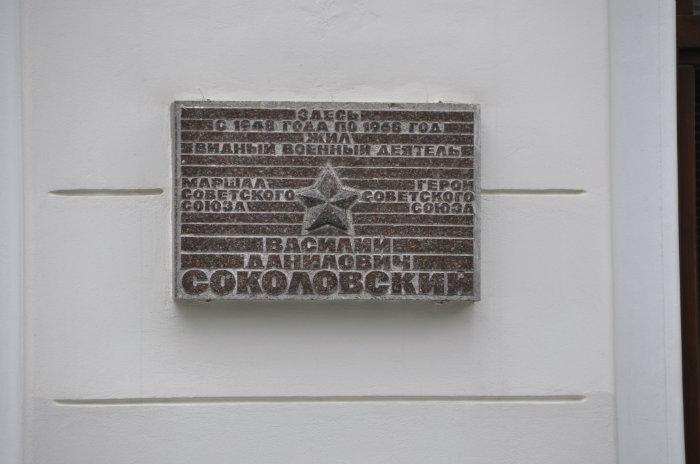 ЗДЕСЬ
С 1948 ГОДА ПО 1968 ГОД
ЖИЛ
ВИДНЫЙ ВОЕННЫЙ ДЕЯТЕЛЬ
МАРШАЛ
СОВЕТСКОГО
СОЮЗА
ГЕРОЙ
СОВЕТСКОГО
СОЮЗА
ВАСИЛИЙ
ДАНИЛОВИЧ
СОКОЛОВСКИЙ